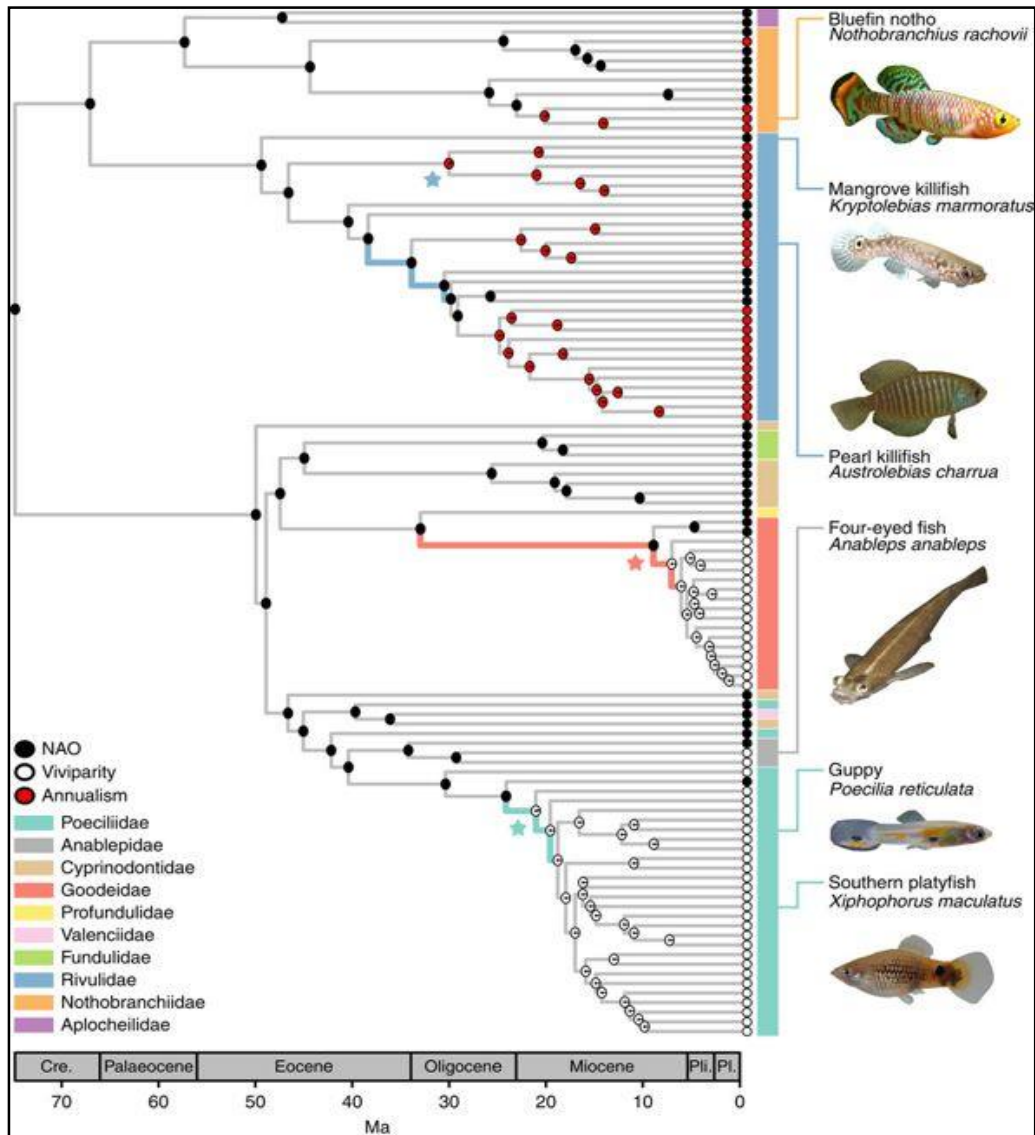 Bluefin notho
Nothobranchius rachovii
Mangrove killifish
Kryptolebias marmoratus
Pearl killifish
Austrolebias charrua
Four-eyed fish
Anableps anableps
Guppy
Poecilia reticulata
Southern platyfish
Xiphophorus maculatus
NAO
Viviparity
Annualism
Poeciliidae
Anablepidae
Cyprinodontidae
Goodeidae
Profundulidae
Valenciidae
Fundulidae
Rivulidae
Nothobranchiidae
Aplocheilidae
Cre. Palaeocene Eocene Oligocene Miocene Pli. Pl.
70 60 50 40 30 20 10 0
Ma